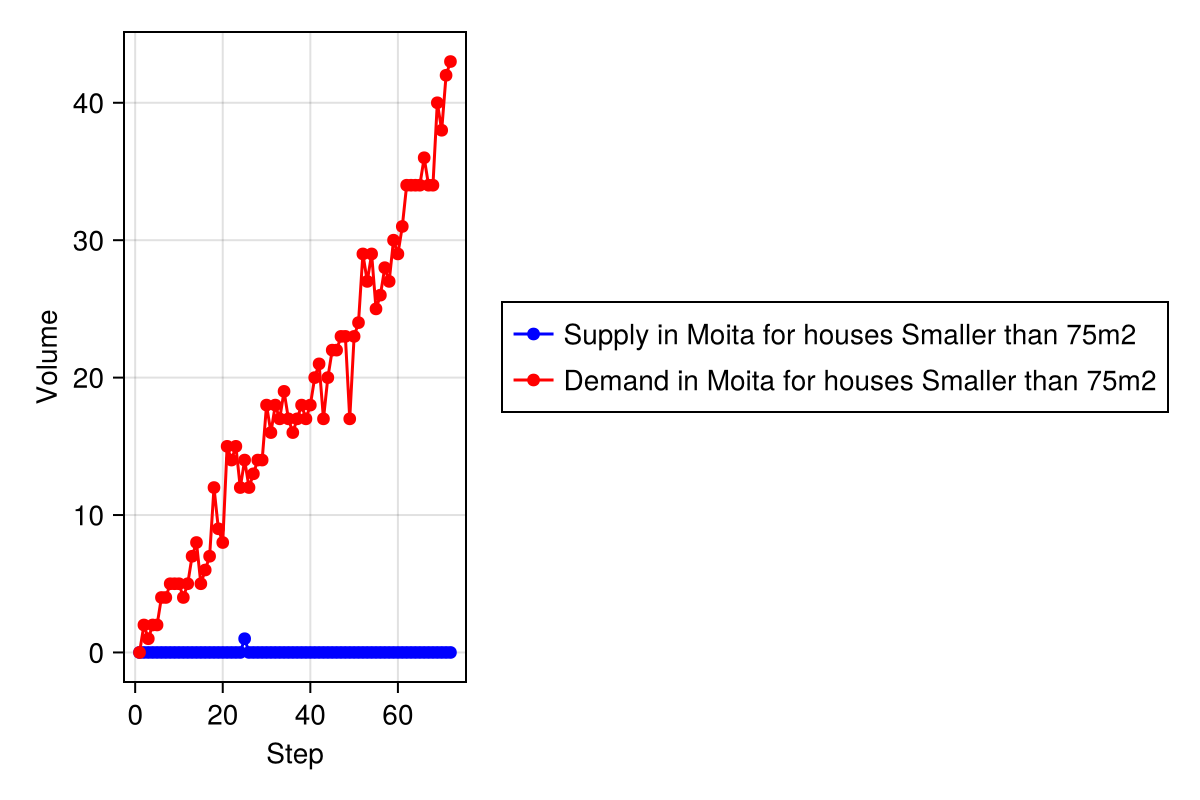 40
30
20
10
0
Volume
0 20 40 60
Step
Supply in Moita for houses Smaller than 75m2
Demand in Moita for houses Smaller than 75m2